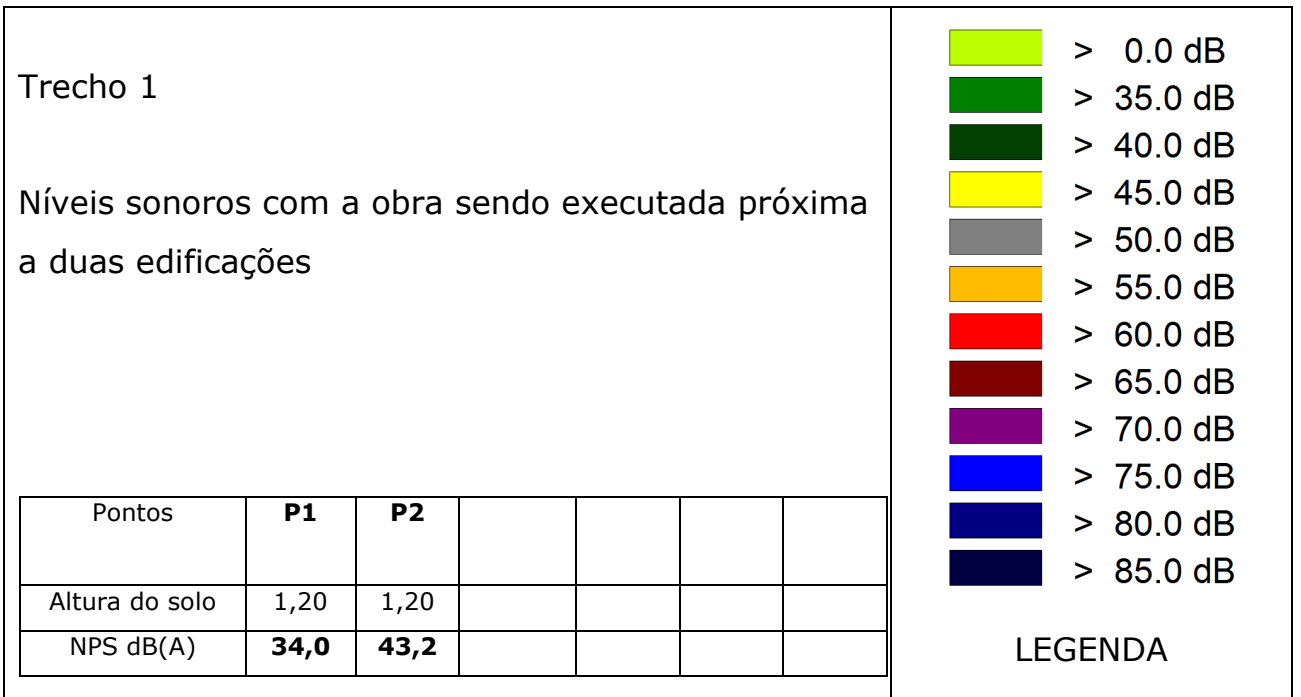 Trecho 1
Níveis sonoros com a obra sendo executada próxima
a duas edificações
Pontos P1 P2
Altura do solo 1,20 1,20
NPS dB(A) 34,0 43,2
> 0.0 dB
> 35.0 dB
> 40.0 dB
> 45.0 dB
> 50.0 dB
> 55.0 dB
> 60.0 dB
> 65.0 dB
> 70.0 dB
> 75.0 dB
> 80.0 dB
> 85.0 dB
LEGENDA